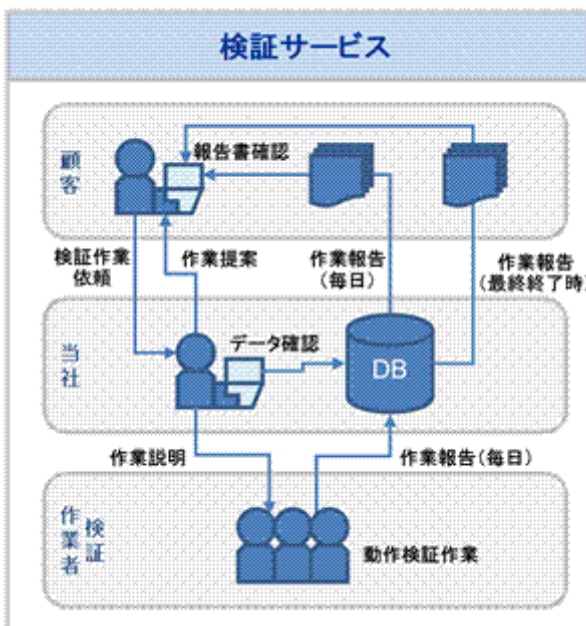 検証サービス
顧客
報告書確認
検証作業
依頼
作業提案
作業報告
(毎日)
作業報告
(最終終了時)
当社
データ確認
DB
作業説明
作業報告(毎日)
検証
作業者
動作検証作業